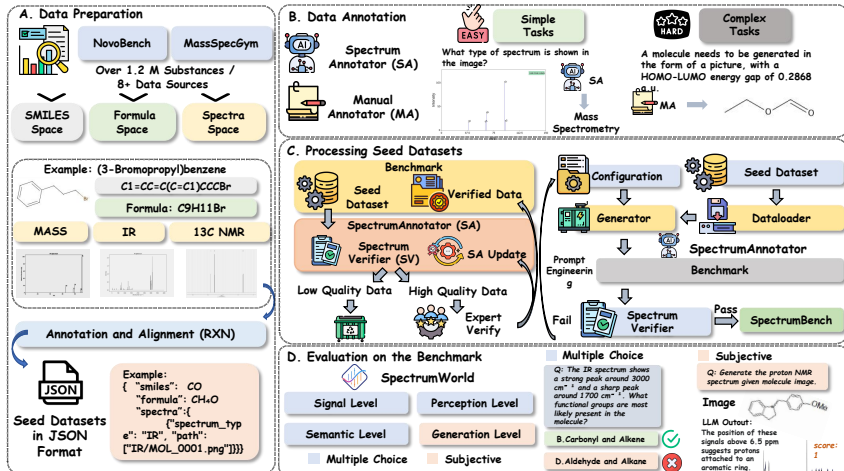 A. Data Preparation
NovoBench
MassSpecGym
Over 1.2 M Substances /
8+ Data Sources
SMILES
Space
Formula
Space
Spectra
Space
Example: (3-Bromopropyl)benzene
C1=CC=C(C=C1)CCCBr
Formula: C9H11Br
MASS
IR
13C NMR
Annotation and Alignment (RXN)
JSON
Seed Datasets
in JSON
Format
Example:
{ "smiles": CO
"formula": CH₄O
"spectra":{
{"spectrum_typ
e": "IR", "path":
["IR/MOL_0001.png"]}}}
B. Data Annotation
Spectrum
Annotator (SA)
Manual
Annotator (MA)
EASY
Simple
Tasks
What type of spectrum is shown in
the image?
AI
SA
Mass
Spectrometry
HARD
Complex
Tasks
A molecule needs to be generated in
the form of a picture, with a
HOMO-LUMO energy gap of 0.2868
a.u.
MA
O
O
C. Processing Seed Datasets
Benchmark
Seed
Dataset
Verified Data
SpectrumAnnotator (SA)
Spectrum
Verifier (SV)
SA Update
Low Quality Data
High Quality Data
Expert
Verify
Configuration
Seed Dataset
Generator
Dataloader
AI
SpectrumAnnotator
Prompt
Engineerin
g
Benchmark
Fail
Spectrum
Verifier
Pass
SpectrumBench
D. Evaluation on the Benchmark
SpectrumWorld
Signal Level
Perception Level
Semantic Level
Generation Level
Multiple Choice
Subjective
Multiple Choice
Q: The IR spectrum shows
a strong peak around 3000
cm⁻¹ and a sharp peak
around 1700 cm⁻¹. What
functional groups are most
likely present in the
molecule?
B.Carbonyl and Alkene
D.Aldehyde and Alkane
Subjective
Q: Generate the proton NMR
spectrum given molecule image.
Image
OMe
LLM Outout:
The position of these
signals above 6.5 ppm
suggests protons
attached to an
aromatic ring.
score:
1